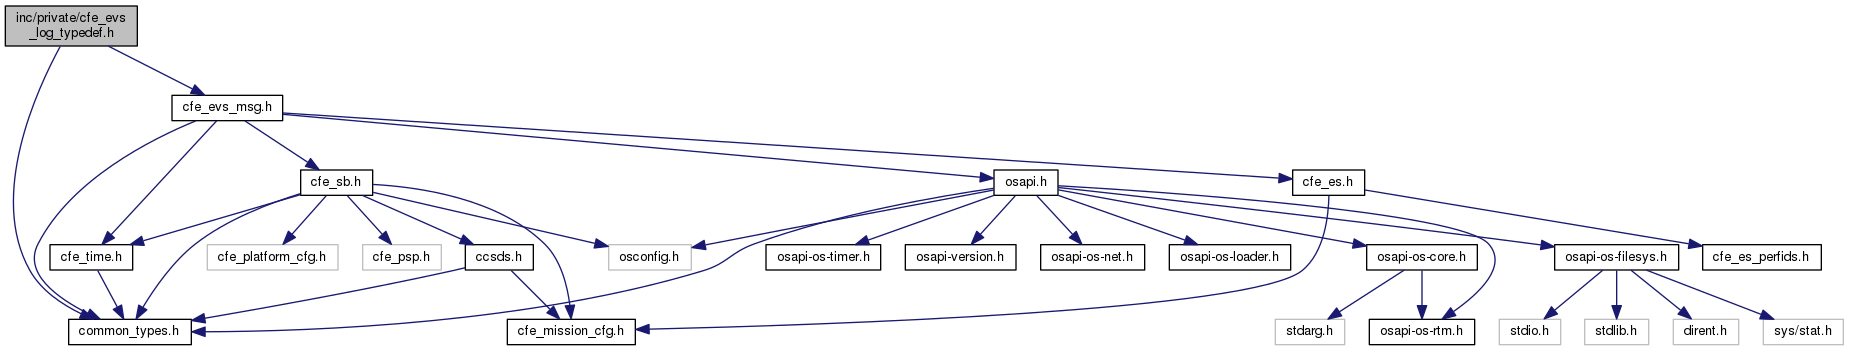 inc/private/cfe_evs
_log_typedef.h
cfe_evs_msg.h
cfe_sb.h
osapi.h
cfe_es.h
cfe_time.h
cfe_platform_cfg.h
cfe_psp.h
ccsds.h
osconfig.h
osapi-os-timer.h
osapi-version.h
osapi-os-net.h
osapi-os-loader.h
osapi-os-core.h
osapi-os-filesys.h
cfe_es_perfids.h
common_types.h
cfe_mission_cfg.h
stdarg.h
osapi-os-rtm.h
stdio.h
stdlib.h
dirent.h
sys/stat.h